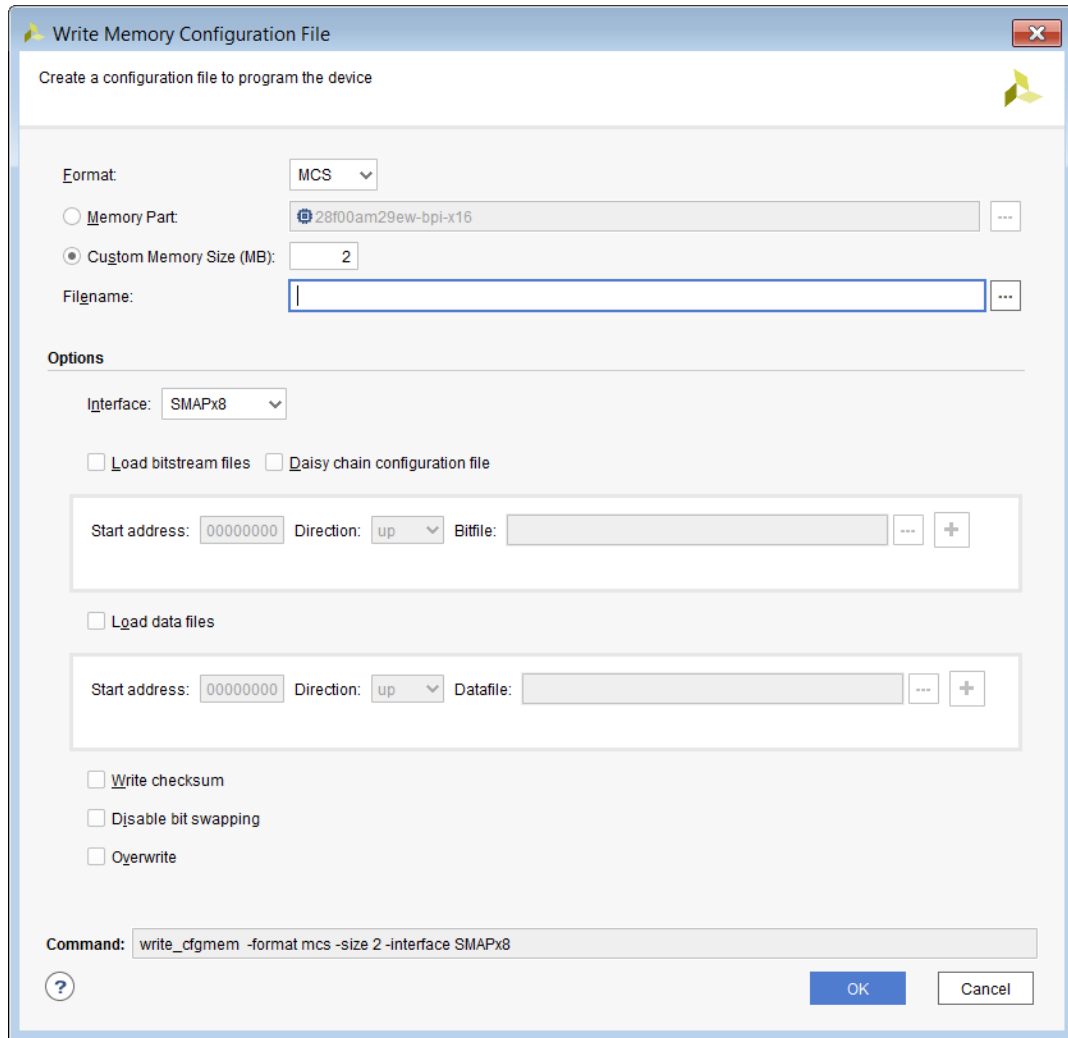 Write Memory Configuration File
Create a configuration file to program the device
Format: MCS
Memory Part: 28f00am29ew-bpi-x16 ...
Custom Memory Size (MB): 2
Filename: ...
Options
Interface: SMAPx8
Load bitstream files Daisy chain configuration file
Start address: 00000000 Direction: up Bitfile: ... +
Load data files
Start address: 00000000 Direction: up Datafile: ... +
Write checksum
Disable bit swapping
Overwrite
Command: write_cfgmem -format mcs -size 2 -interface SMAPx8
? OK Cancel